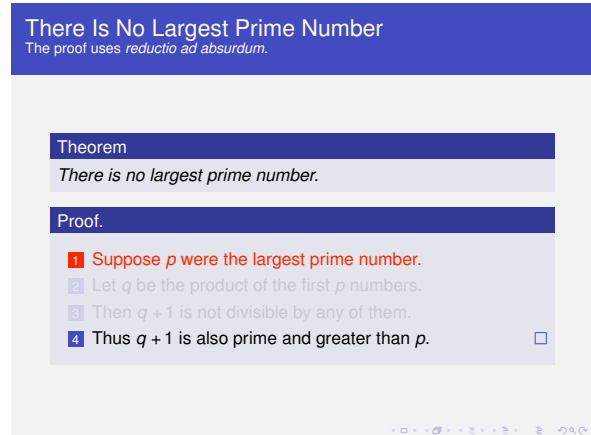 There Is No Largest Prime Number
The proof uses reductio ad absurdum.
Theorem
There is no largest prime number.
Proof.
1 Suppose p were the largest prime number.
2 Let q be the product of the first p numbers.
3 Then q + 1 is not divisible by any of them.
4 Thus q + 1 is also prime and greater than p.